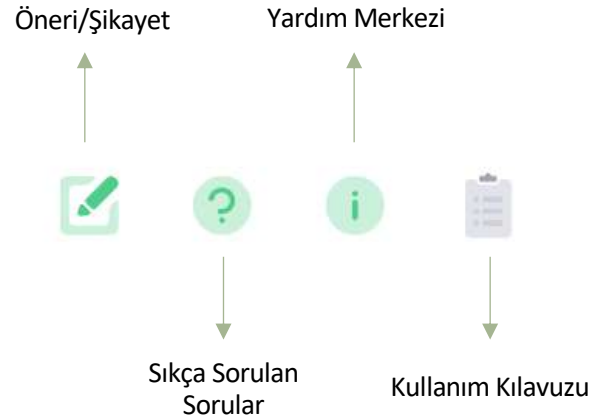 Öneri/Şikayet
Yardım Merkezi
?
i
Sıkça Sorulan
Sorular
Kullanım Kılavuzu